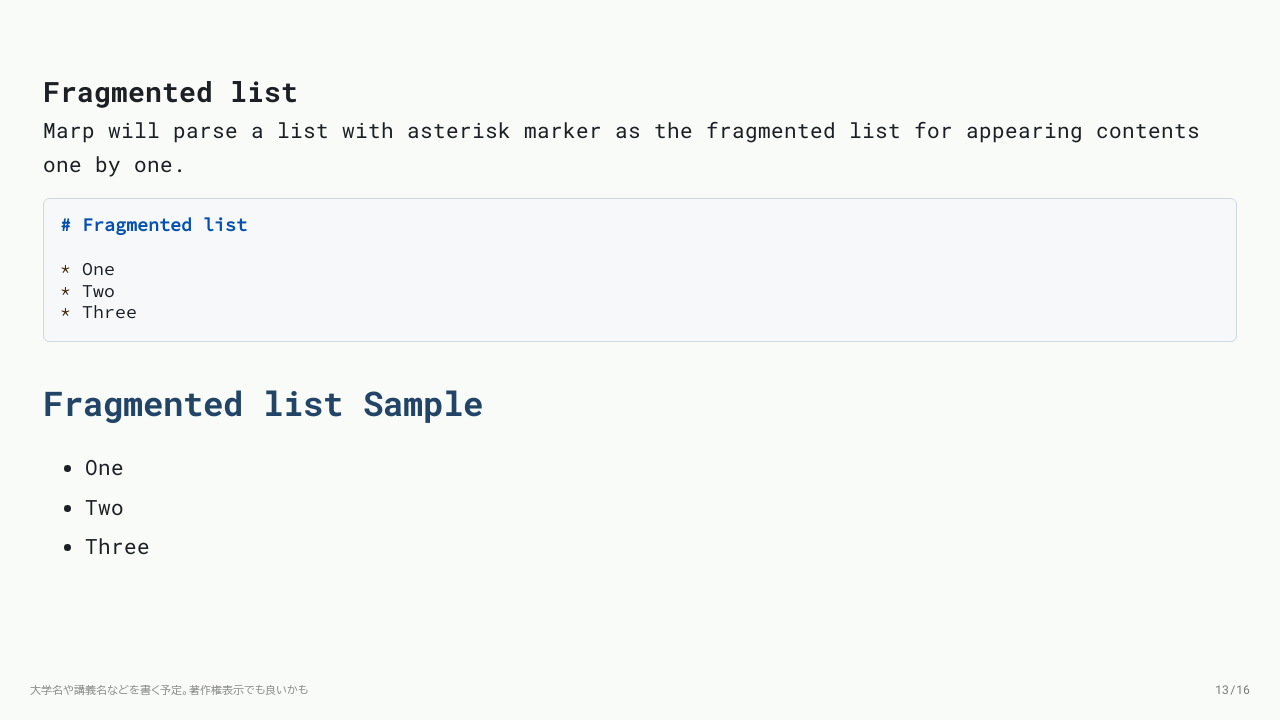 Fragmented list
Marp will parse a list with asterisk marker as the fragmented list for appearing contents
one by one.
# Fragmented list
* One
* Two
* Three
Fragmented list Sample
• One
• Two
• Three
大学名や講義名などを書く予定。著作権表示でも良いかも
13/16